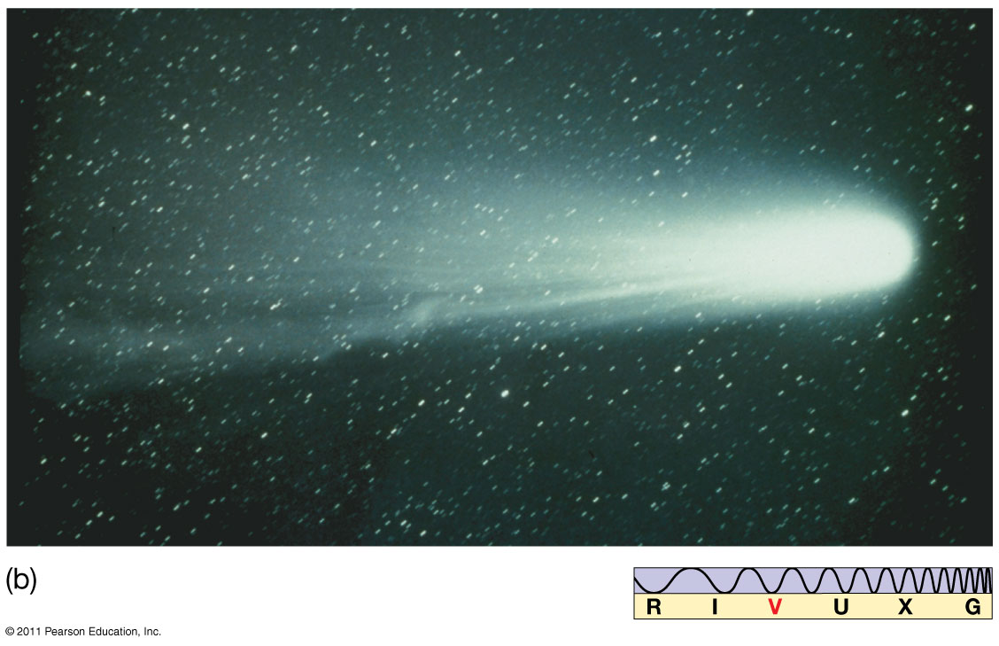 (b)
R I V U X G
© 2011 Pearson Education, Inc.